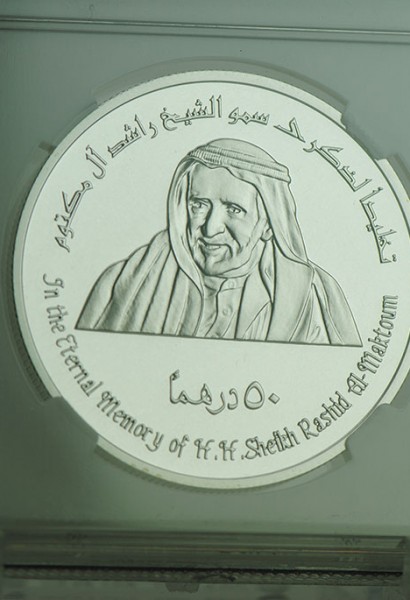 تخليداً لذكرى سمو الشيخ راشد آل مكتوم
٥٠ درهماً
In the Eternal Memory of H.H. Sheikh Rashid Al-Maktoum